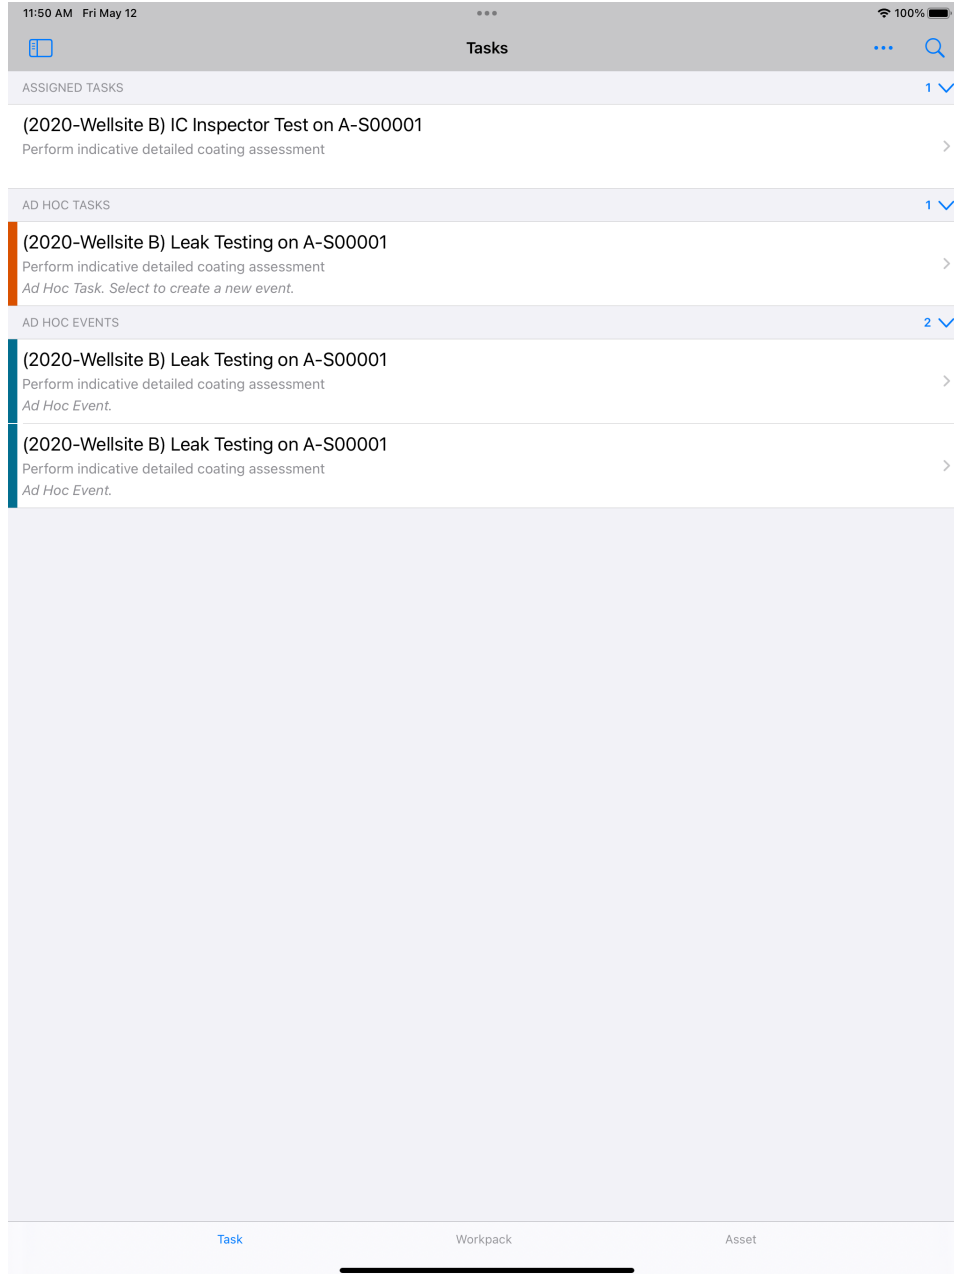 11:50 AM Fri May 12
100%
Tasks
ASSIGNED TASKS 1
(2020-Wellsite B) IC Inspector Test on A-S00001
Perform indicative detailed coating assessment
AD HOC TASKS 1
(2020-Wellsite B) Leak Testing on A-S00001
Perform indicative detailed coating assessment
Ad Hoc Task. Select to create a new event.
AD HOC EVENTS 2
(2020-Wellsite B) Leak Testing on A-S00001
Perform indicative detailed coating assessment
Ad Hoc Event.
(2020-Wellsite B) Leak Testing on A-S00001
Perform indicative detailed coating assessment
Ad Hoc Event.
Task Workpack Asset